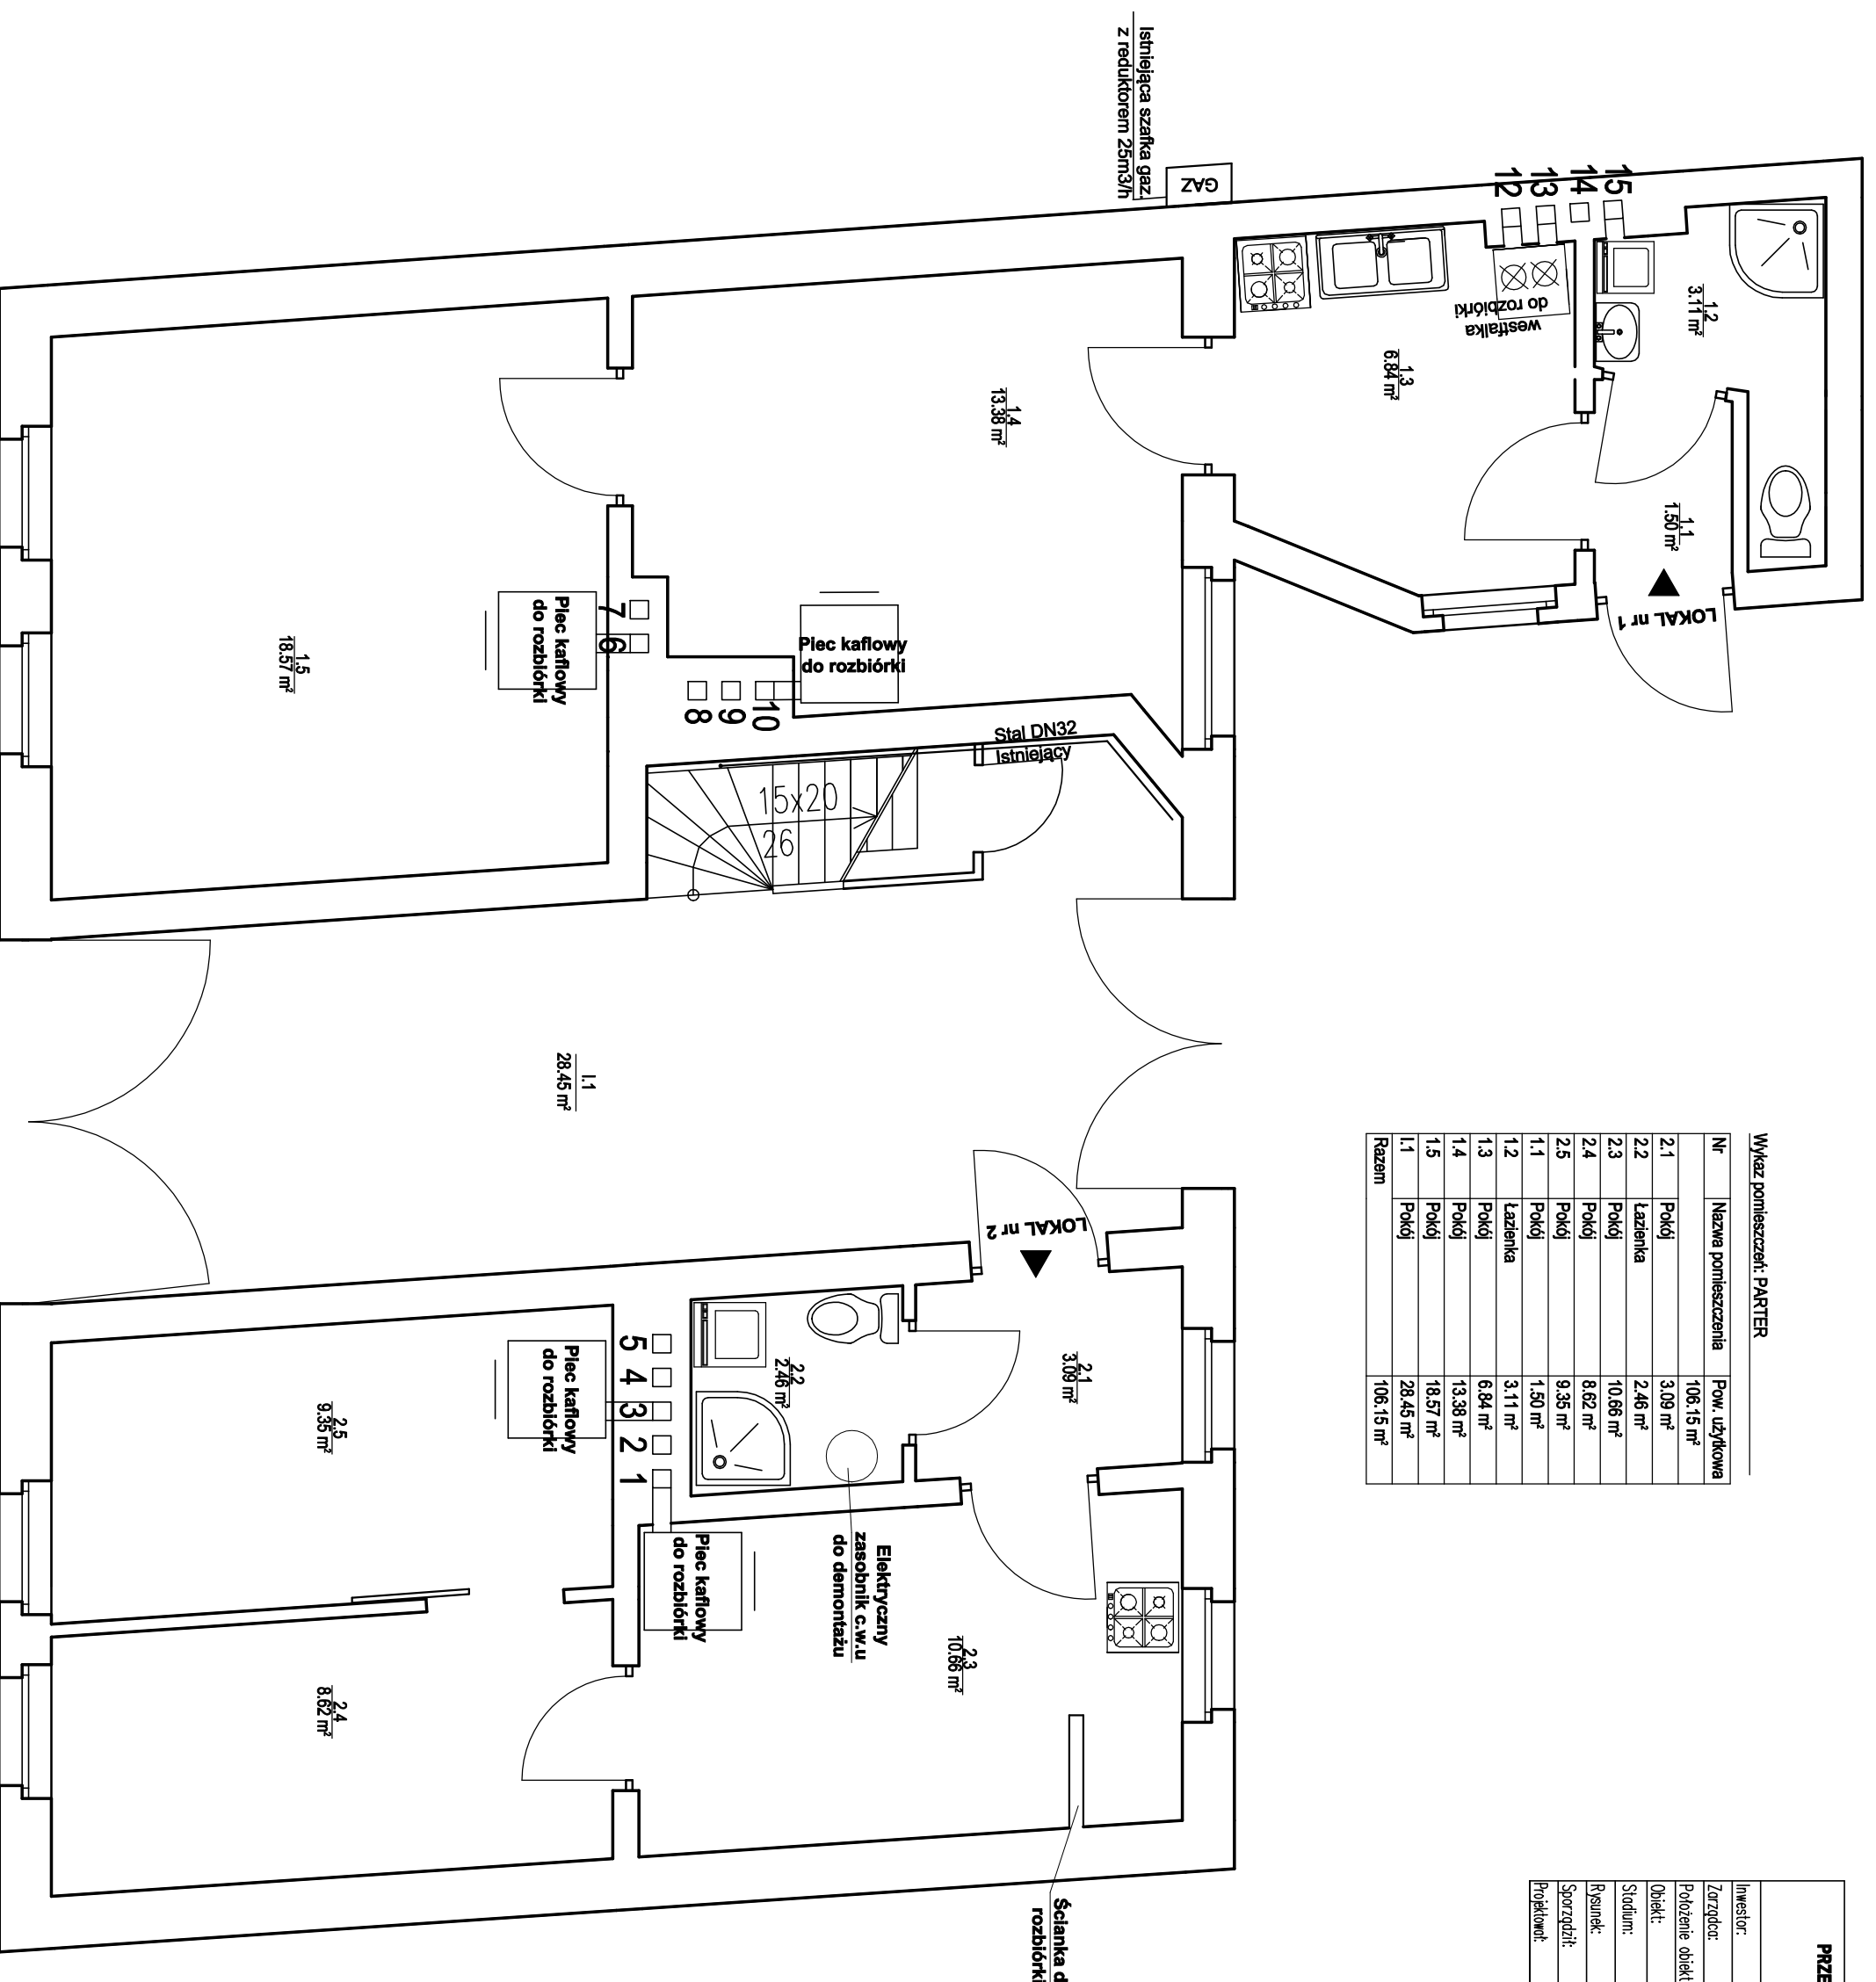 Istniejąca szafka gaz.
z reduktorem 25m3/h
GAZ
15
14
13
12
1.2
3.11 m²
westfalka
do rozbiórki
1.3
6.84 m²
1.1
1.50 m²
LOKAL nr 1
1.4
13.38 m²
Piec kaflowy
do rozbiórki
7
6
Piec kaflowy
do rozbiórki
8
9
10
1.5
18.57 m²
Stal DN32
Istniejący
15x20
26
I.1
28.45 m²
LOKAL nr 2
2.1
3.09 m²
2.2
2.46 m²
5
4
3
2
1
Piec kaflowy
do rozbiórki
2.5
9.35 m²
Piec kaflowy
do rozbiórki
Elektryczny
zasobnik c.w.u
do demontażu
2.3
10.66 m²
2.4
8.62 m²
Ścianka d
rozbiórki
Wykaz pomieszczeń: PARTER
Nr Nazwa pomieszczenia Pow. użytkowa
106.15 m²
2.1 Pokój 3.09 m²
2.2 Łazienka 2.46 m²
2.3 Pokój 10.66 m²
2.4 Pokój 8.62 m²
2.5 Pokój 9.35 m²
1.1 Pokój 1.50 m²
1.2 Łazienka 3.11 m²
1.3 Pokój 6.84 m²
1.4 Pokój 13.38 m²
1.5 Pokój 18.57 m²
I.1 Pokój 28.45 m²
Razem 106.15 m²
PRZE
Inwestor:
Zarządca:
Położenie obiekt
Obiekt:
Stadium:
Rysunek:
Sporządził:
Projektował: